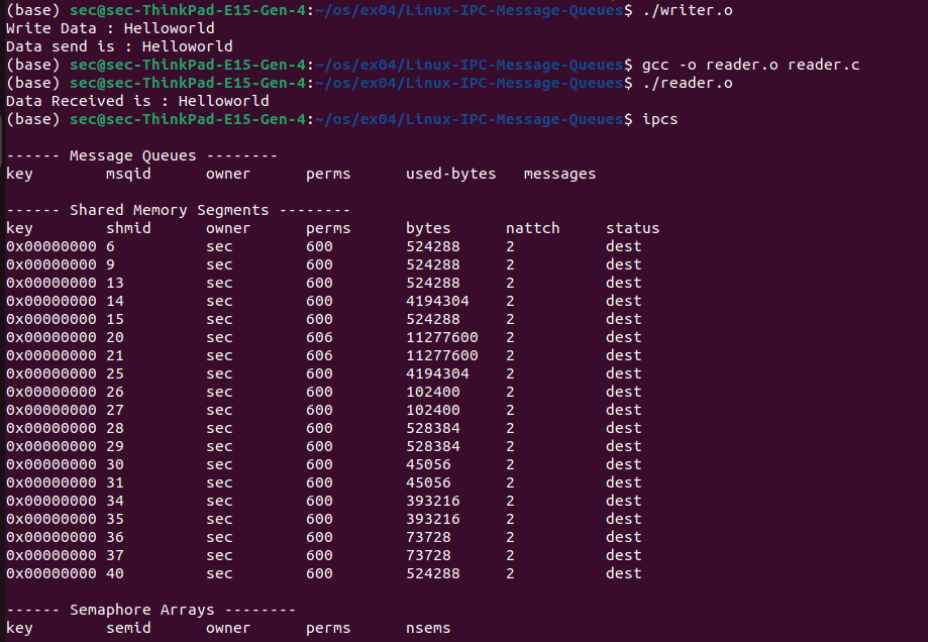 (base) sec@sec-ThinkPad-E15-Gen-4:~/os/ex04/Linux-IPC-Message-Queues$ ./writer.o
Write Data : Helloworld
Data send is : Helloworld
(base) sec@sec-ThinkPad-E15-Gen-4:~/os/ex04/Linux-IPC-Message-Queues$ gcc -o reader.o reader.c
(base) sec@sec-ThinkPad-E15-Gen-4:~/os/ex04/Linux-IPC-Message-Queues$ ./reader.o
Data Received is : Helloworld
(base) sec@sec-ThinkPad-E15-Gen-4:~/os/ex04/Linux-IPC-Message-Queues$ ipcs
------ Message Queues --------
key        msqid      owner      perms      used-bytes   messages
------ Shared Memory Segments --------
key        shmid      owner      perms      bytes      nattch     status
0x00000000 6          sec        600        524288     2          dest
0x00000000 9          sec        600        524288     2          dest
0x00000000 13         sec        600        524288     2          dest
0x00000000 14         sec        600        4194304    2          dest
0x00000000 15         sec        600        524288     2          dest
0x00000000 20         sec        606        11277600   2          dest
0x00000000 21         sec        606        11277600   2          dest
0x00000000 25         sec        600        4194304    2          dest
0x00000000 26         sec        600        102400     2          dest
0x00000000 27         sec        600        102400     2          dest
0x00000000 28         sec        600        528384     2          dest
0x00000000 29         sec        600        528384     2          dest
0x00000000 30         sec        600        45056      2          dest
0x00000000 31         sec        600        45056      2          dest
0x00000000 34         sec        600        393216     2          dest
0x00000000 35         sec        600        393216     2          dest
0x00000000 36         sec        600        73728      2          dest
0x00000000 37         sec        600        73728      2          dest
0x00000000 40         sec        600        524288     2          dest
------ Semaphore Arrays --------
key        semid      owner      perms      nsems